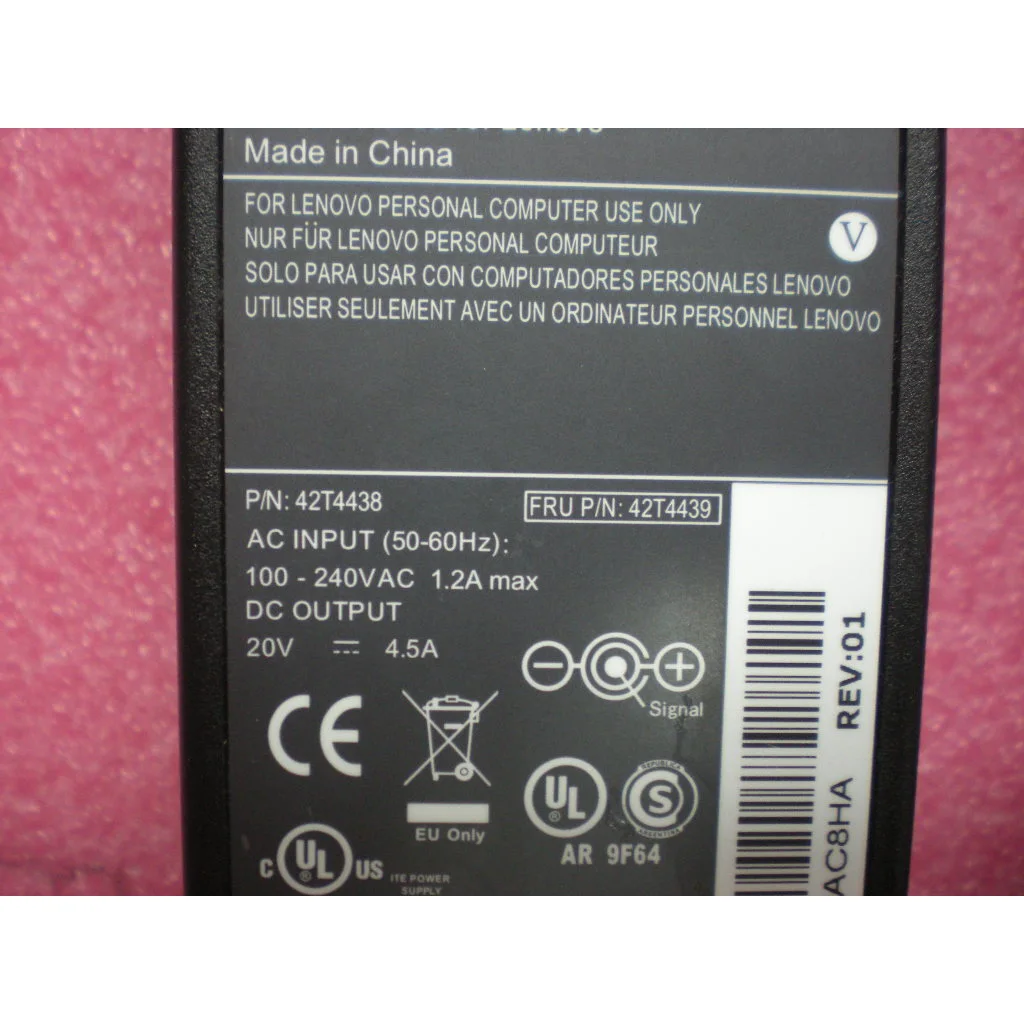 Lenovo
Made in China
FOR LENOVO PERSONAL COMPUTER USE ONLY
NUR FÜR LENOVO PERSONAL COMPUTEUR
SOLO PARA USAR CON COMPUTADORES PERSONALES LENOVO
UTILISER SEULEMENT AVEC UN ORDINATEUR PERSONNEL LENOVO
V
P/N: 42T4438
FRU P/N: 42T4439
AC INPUT (50-60Hz):
100 - 240VAC 1.2A max
DC OUTPUT
20V ⎓ 4.5A
Signal
CE
EU Only
UL ®
REPUBLICA
S
ARGENTINA
AR 9F64
C UL ® US
ITE POWER
SUPPLY
REV:01
AC8HA